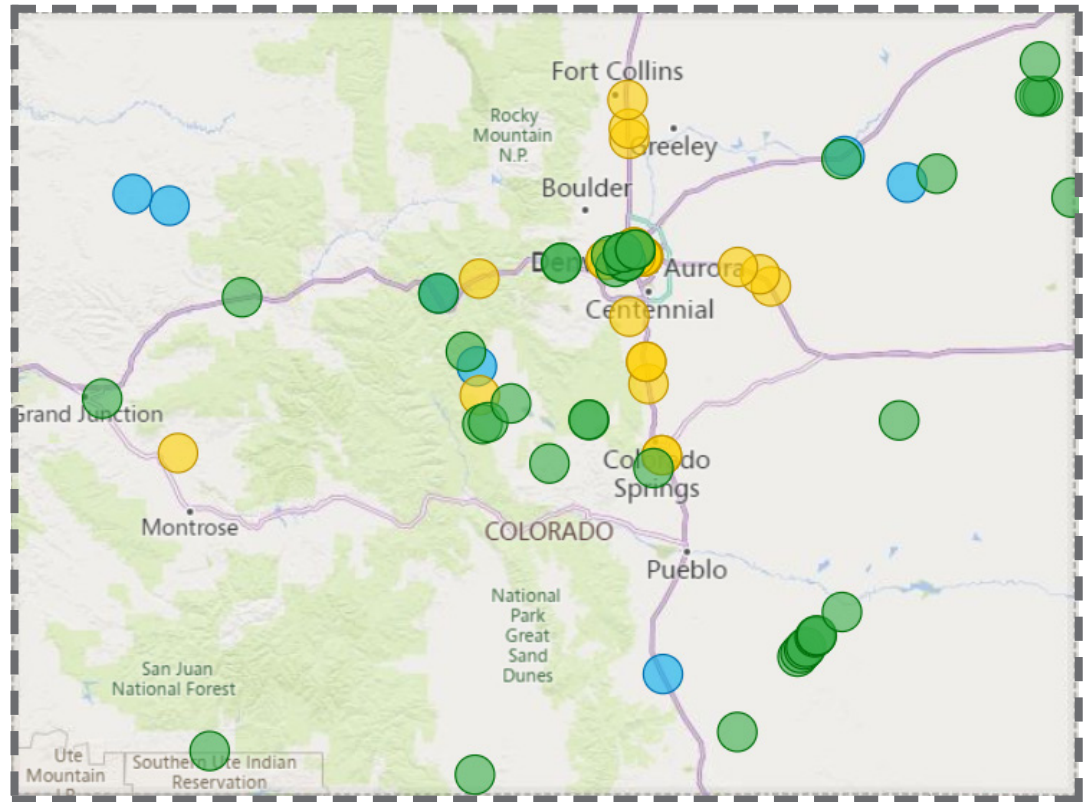 Fort Collins
Rocky
Mountain
N.P.
Greeley
Boulder
Aurora
Centennial
Grand Junction
Colorado
Springs
Montrose
COLORADO
Pueblo
National
Park
Great
Sand
Dunes
San Juan
National Forest
Ute
Mountain
Southern Ute Indian
Reservation